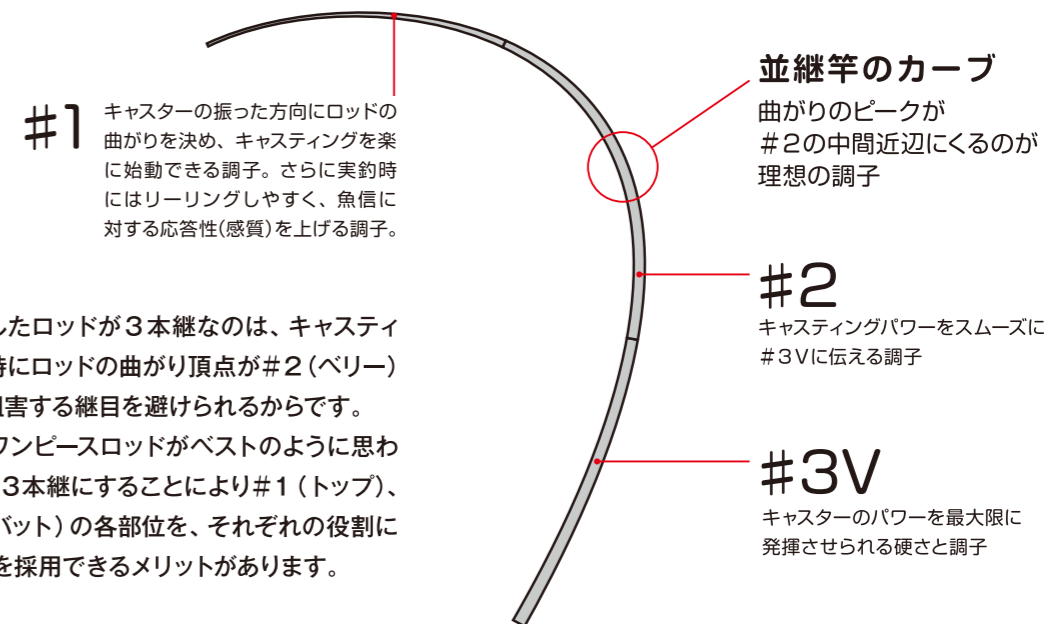 #1
キャスターの振った方向にロッドの
曲がりを決め、キャスティングを楽
に始動できる調子。さらに実釣時
にはリーリングしやすく、魚信に
対する応答性(感質)を上げる調子。
並継竿のカーブ
曲がりのピークが
#2の中間近辺にくるのが
理想の調子
#2
キャスティングパワーをスムーズに
#3Vに伝える調子
#3V
キャスターのパワーを最大限に
発揮させられる硬さと調子
したロッドが3本継なのは、キャスティ
時にロッドの曲がり頂点が#2(ベリー)
阻害する継目を避けられるからです。
ワンピースロッドがベストのように思わ
3本継にすることにより#1(トップ)、
バット)の各部位を、それぞれの役割に
を採用できるメリットがあります。